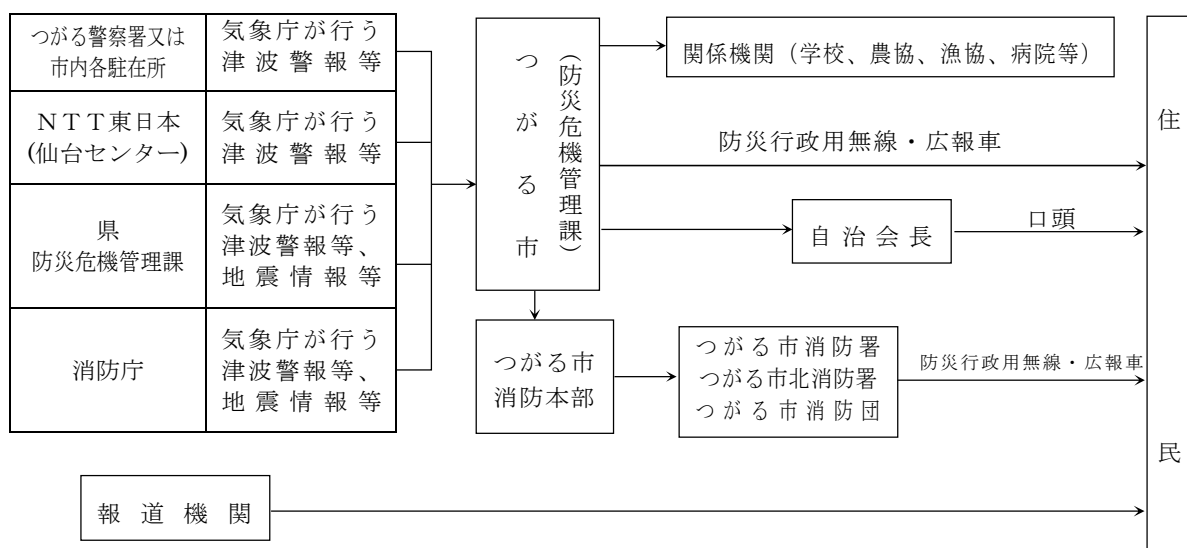 つがる警察署又は
市内各駐在所
気象庁が行う
津波警報等
ＮＴＴ東日本
(仙台センター)
気象庁が行う
津波警報等
県
防災危機管理課
気象庁が行う
津波警報等、
地震情報等
消防庁
気象庁が行う
津波警報等、
地震情報等
つがる市
（防災危機管理課）
関係機関（学校、農協、漁協、病院等）
防災行政用無線・広報車
自治会長
口頭
つがる市
消防本部
つがる市消防署
つがる市北消防署
つがる市消防団
防災行政用無線・広報車
報道機関
住民